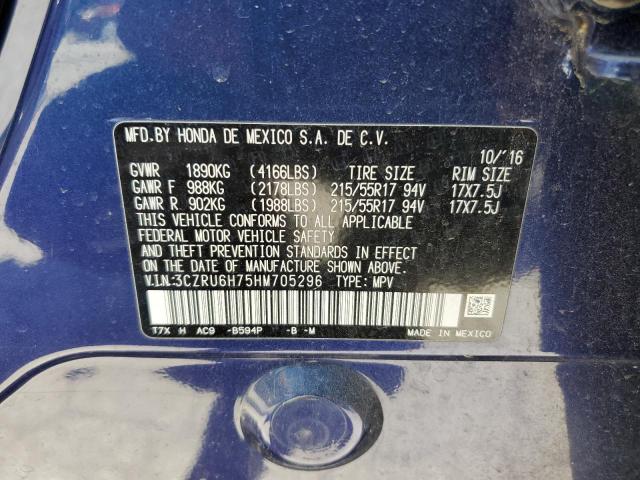 MFD.BY HONDA DE MEXICO S.A. DE C.V.
10/'16
GVWR 1890KG (4166LBS) TIRE SIZE RIM SIZE
GAWR F 988KG (2178LBS) 215/55R17 94V 17X7.5J
GAWR R 902KG (1988LBS) 215/55R17 94V 17X7.5J
THIS VEHICLE CONFORMS TO ALL APPLICABLE
FEDERAL MOTOR VEHICLE SAFETY
AND THEFT PREVENTION STANDARDS IN EFFECT
ON THE DATE OF MANUFACTURE SHOWN ABOVE.
V.I.N:3CZRU6H75HM705296 TYPE: MPV
T7X H AC9 -B594P -B -M MADE IN MEXICO